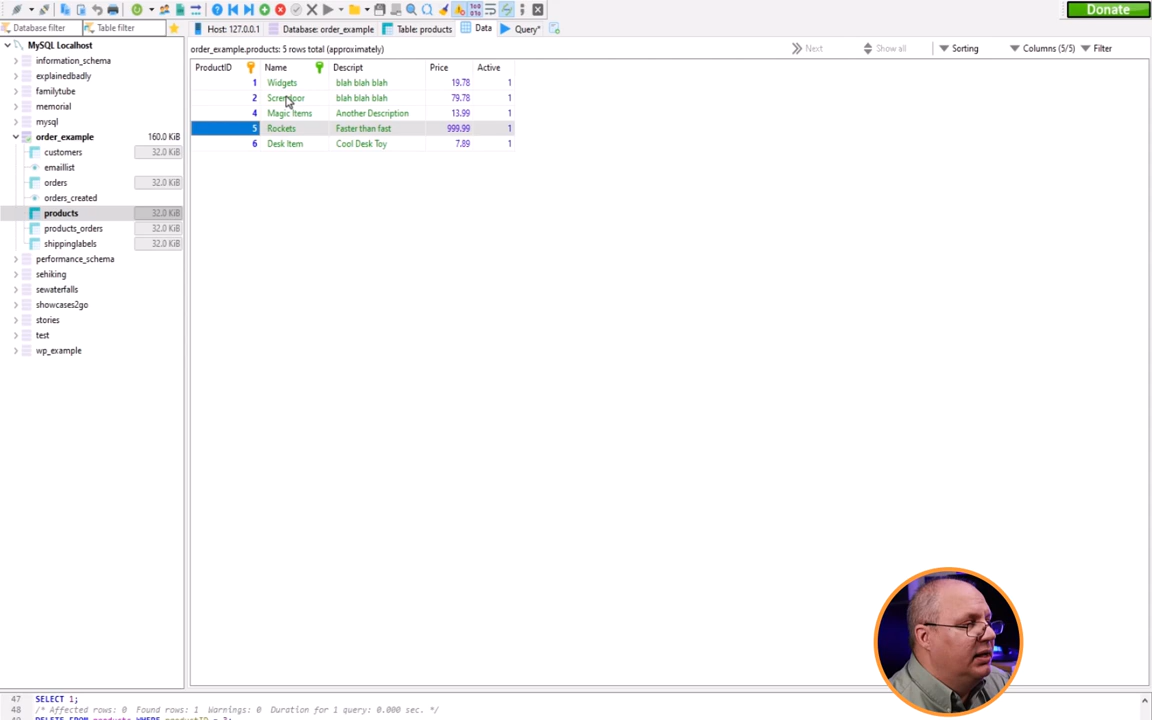 Donate
Database filter Table filter Host: 127.0.0.1 Database: order_example Table: products Data Query*
MySQL Localhost
order_example.products: 5 rows total (approximately) Next Show all Sorting Columns (5/5) Filter
information_schema
explainedbadly
familytube
memorial
mysql
order_example 160.0 KiB
customers 32.0 KiB
emaillist
orders 32.0 KiB
orders_created
products 32.0 KiB
products_orders 32.0 KiB
shippinglabels 32.0 KiB
performance_schema
sehiking
sewaterfalls
showcases2go
stories
test
wp_example
ProductID Name Descript Price Active
1 Widgets blah blah blah 19.78 1
2 blah blah blah 79.78 1
4 Magic Items Another Description 13.99 1
5 Rockets Faster than fast 999.99 1
6 Desk Item Cool Desk Toy 7.89 1
47 SELECT 1;
48 /* Affected rows: 0 Found rows: 1 Warnings: 0 Duration for 1 query: 0.000 sec. */